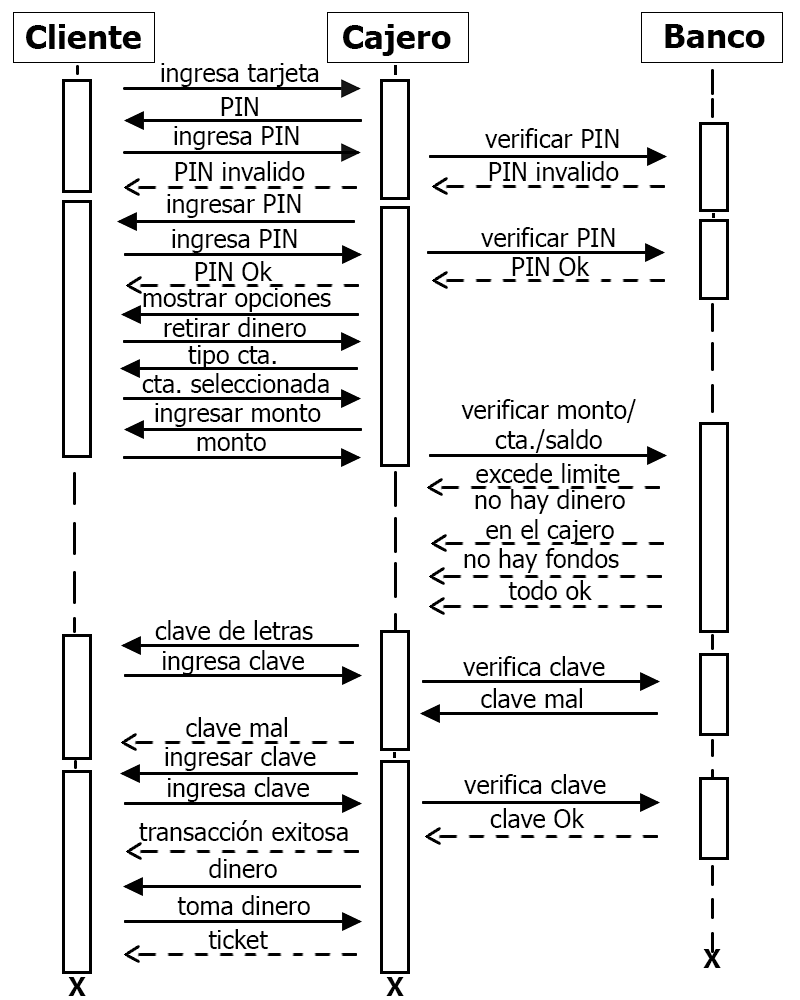 Cliente
Cajero
Banco
ingresa tarjeta
PIN
ingresa PIN
verificar PIN
PIN invalido
PIN invalido
ingresar PIN
ingresa PIN
verificar PIN
PIN Ok
PIN Ok
mostrar opciones
retirar dinero
tipo cta.
cta. seleccionada
ingresar monto
monto
verificar monto/
cta./saldo
excede limite
no hay dinero
en el cajero
no hay fondos
todo ok
clave de letras
ingresa clave
verifica clave
clave mal
clave mal
ingresar clave
ingresa clave
verifica clave
clave Ok
transacción exitosa
dinero
toma dinero
ticket
X
X
X